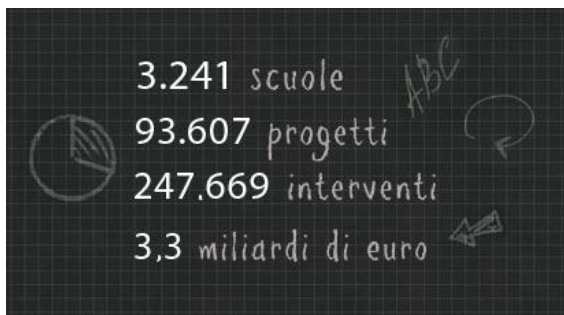 ABC
3.241 scuole
93.607 progetti
247.669 interventi
3,3 miliardi di euro